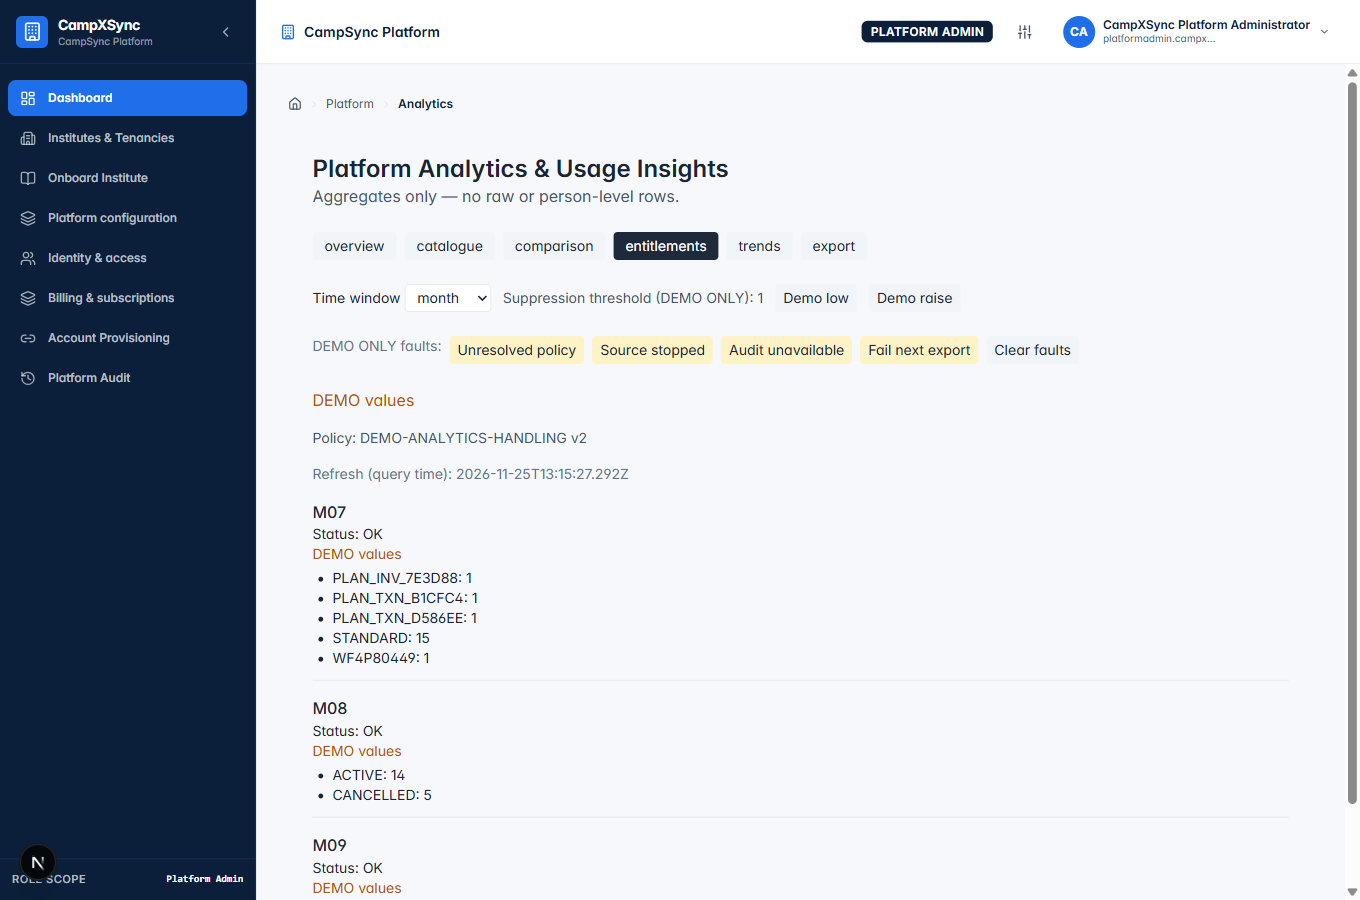 CampXSync
CampSync Platform
Dashboard
Institutes & Tenancies
Onboard Institute
Platform configuration
Identity & access
Billing & subscriptions
Account Provisioning
Platform Audit
N
SCOPE
Platform Admin
CampSync Platform
PLATFORM ADMIN
CA
CampXSync Platform Administrator
platformadmin.campx...
Platform
Analytics
Platform Analytics & Usage Insights
Aggregates only — no raw or person-level rows.
overview catalogue comparison entitlements trends export
Time window month Suppression threshold (DEMO ONLY): 1 Demo low Demo raise
DEMO ONLY faults: Unresolved policy Source stopped Audit unavailable Fail next export Clear faults
DEMO values
Policy: DEMO-ANALYTICS-HANDLING v2
Refresh (query time): 2026-11-25T13:15:27.292Z
M07
Status: OK
DEMO values
• PLAN_INV_7E3D88: 1
• PLAN_TXN_B1CFC4: 1
• PLAN_TXN_D586EE: 1
• STANDARD: 15
• WF4P80449: 1
M08
Status: OK
DEMO values
• ACTIVE: 14
• CANCELLED: 5
M09
Status: OK
DEMO values